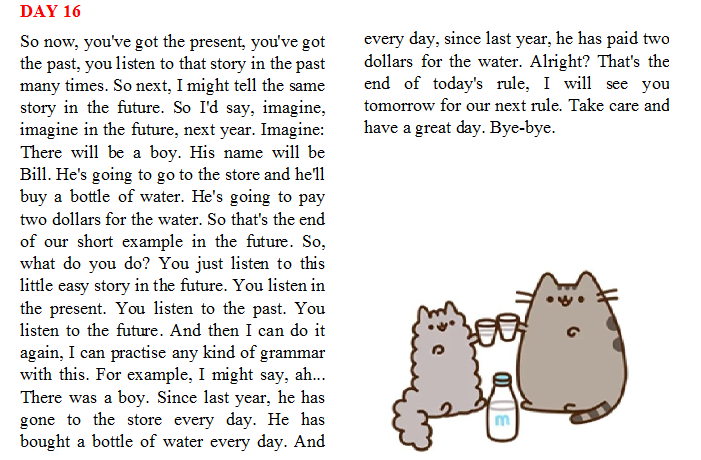 DAY 16
So now, you've got the present, you've got
the past, you listen to that story in the past
many times. So next, I might tell the same
story in the future. So I'd say, imagine,
imagine in the future, next year. Imagine:
There will be a boy. His name will be
Bill. He's going to go to the store and he'll
buy a bottle of water. He's going to pay
two dollars for the water. So that's the end
of our short example in the future. So,
what do you do? You just listen to this
little easy story in the future. You listen in
the present. You listen to the past. You
listen to the future. And then I can do it
again, I can practise any kind of grammar
with this. For example, I might say, ah...
There was a boy. Since last year, he has
gone to the store every day. He has
bought a bottle of water every day. And
every day, since last year, he has paid two
dollars for the water. Alright? That's the
end of today's rule, I will see you
tomorrow for our next rule. Take care and
have a great day. Bye-bye.
m